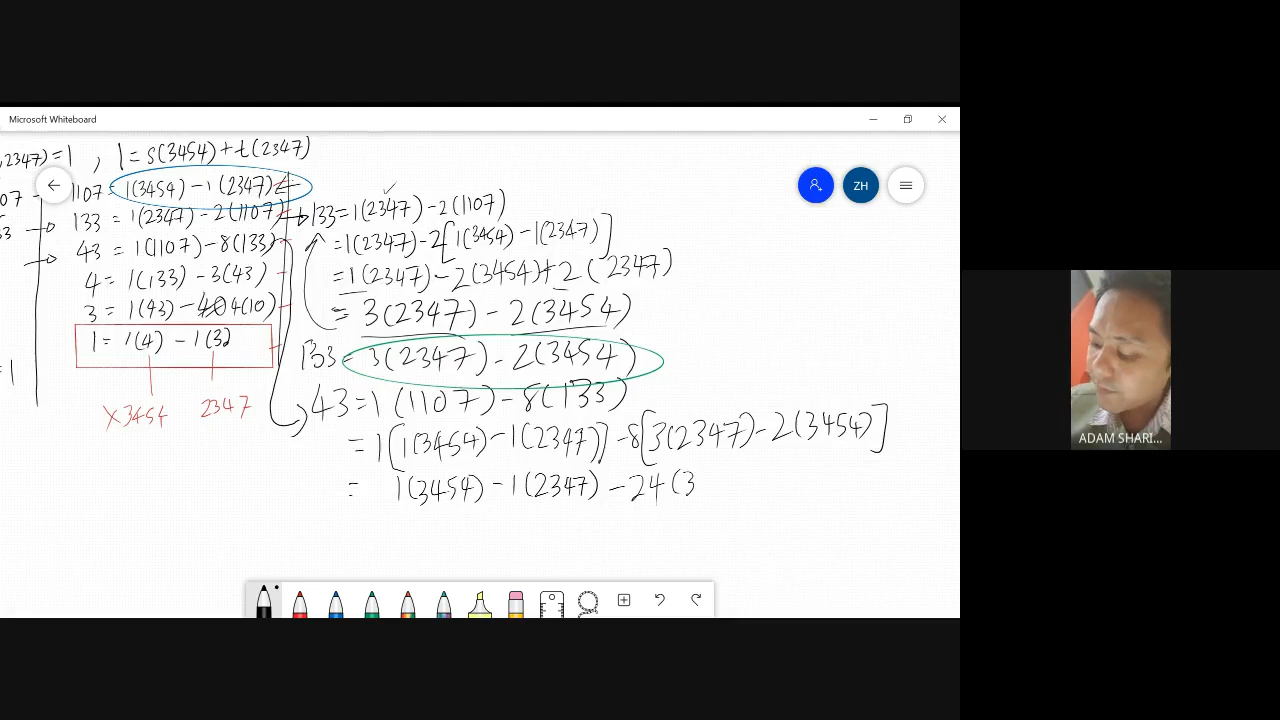 Microsoft Whiteboard
,2347)=1 , 1=s(3454)+t(2347)
1107 = 1(3454) -1(2347)
133 = 1(2347) -2(1107)
43 = 1(1107) -8(133)
4 = 1(133) -3(43)
3 = 1(43) - 4(10)
1 = 1(4) - 1(3)
x3454 2347
133=1(2347)-2(1107)
=1(2347)-2[1(3454)-1(2347)]
=1(2347)-2(3454)+2(2347)
= 3(2347) - 2(3454)
133= 3(2347) - 2(3454)
43=1(1107)-8(133)
= 1[1(3454)-1(2347)] -8[3(2347)-2(3454)]
= 1(3454) -1(2347) -24(3
ZH
ADAM SHARI...